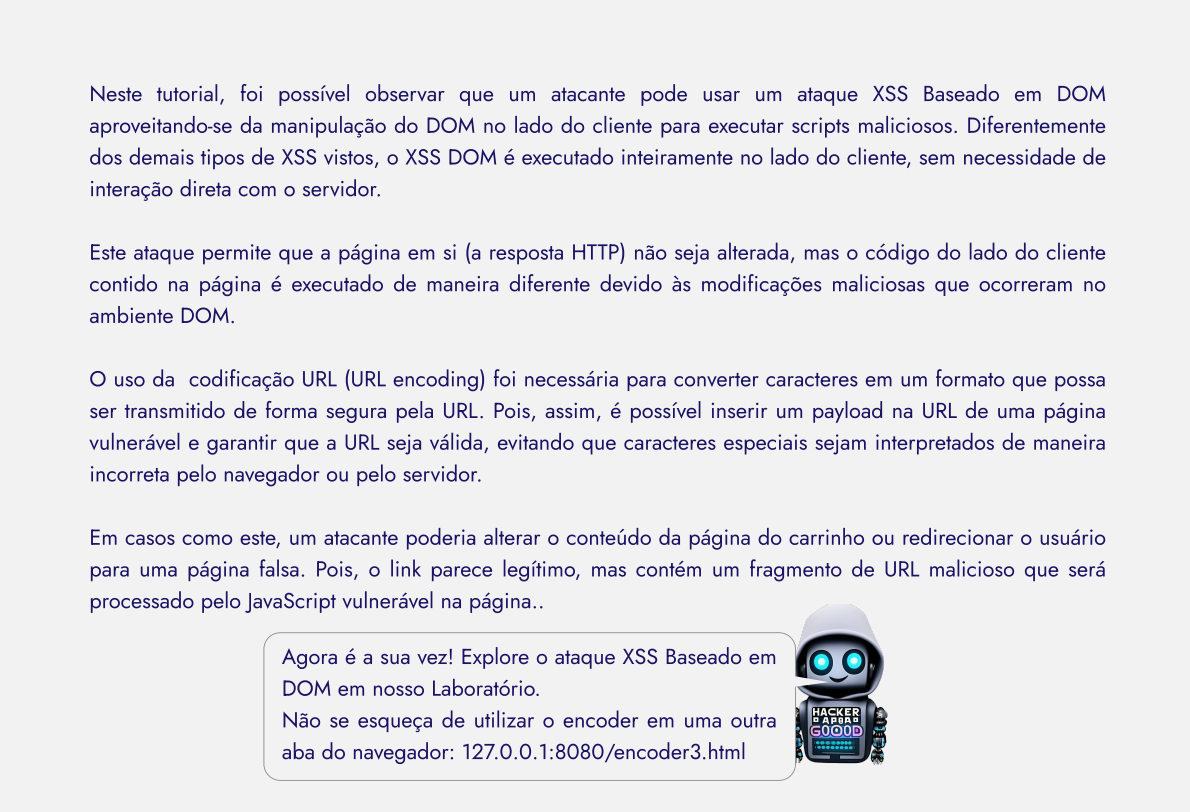 Neste tutorial, foi possível observar que um atacante pode usar um ataque XSS Baseado em DOM
aproveitando-se da manipulação do DOM no lado do cliente para executar scripts maliciosos. Diferentemente
dos demais tipos de XSS vistos, o XSS DOM é executado inteiramente no lado do cliente, sem necessidade de
interação direta com o servidor.
Este ataque permite que a página em si (a resposta HTTP) não seja alterada, mas o código do lado do cliente
contido na página é executado de maneira diferente devido às modificações maliciosas que ocorreram no
ambiente DOM.
O uso da  codificação URL (URL encoding) foi necessária para converter caracteres em um formato que possa
ser transmitido de forma segura pela URL. Pois, assim, é possível inserir um payload na URL de uma página
vulnerável e garantir que a URL seja válida, evitando que caracteres especiais sejam interpretados de maneira
incorreta pelo navegador ou pelo servidor.
Em casos como este, um atacante poderia alterar o conteúdo da página do carrinho ou redirecionar o usuário
para uma página falsa. Pois, o link parece legítimo, mas contém um fragmento de URL malicioso que será
processado pelo JavaScript vulnerável na página..
Agora é a sua vez! Explore o ataque XSS Baseado em
DOM em nosso Laboratório.
Não se esqueça de utilizar o encoder em uma outra
aba do navegador: 127.0.0.1:8080/encoder3.html
HACKER